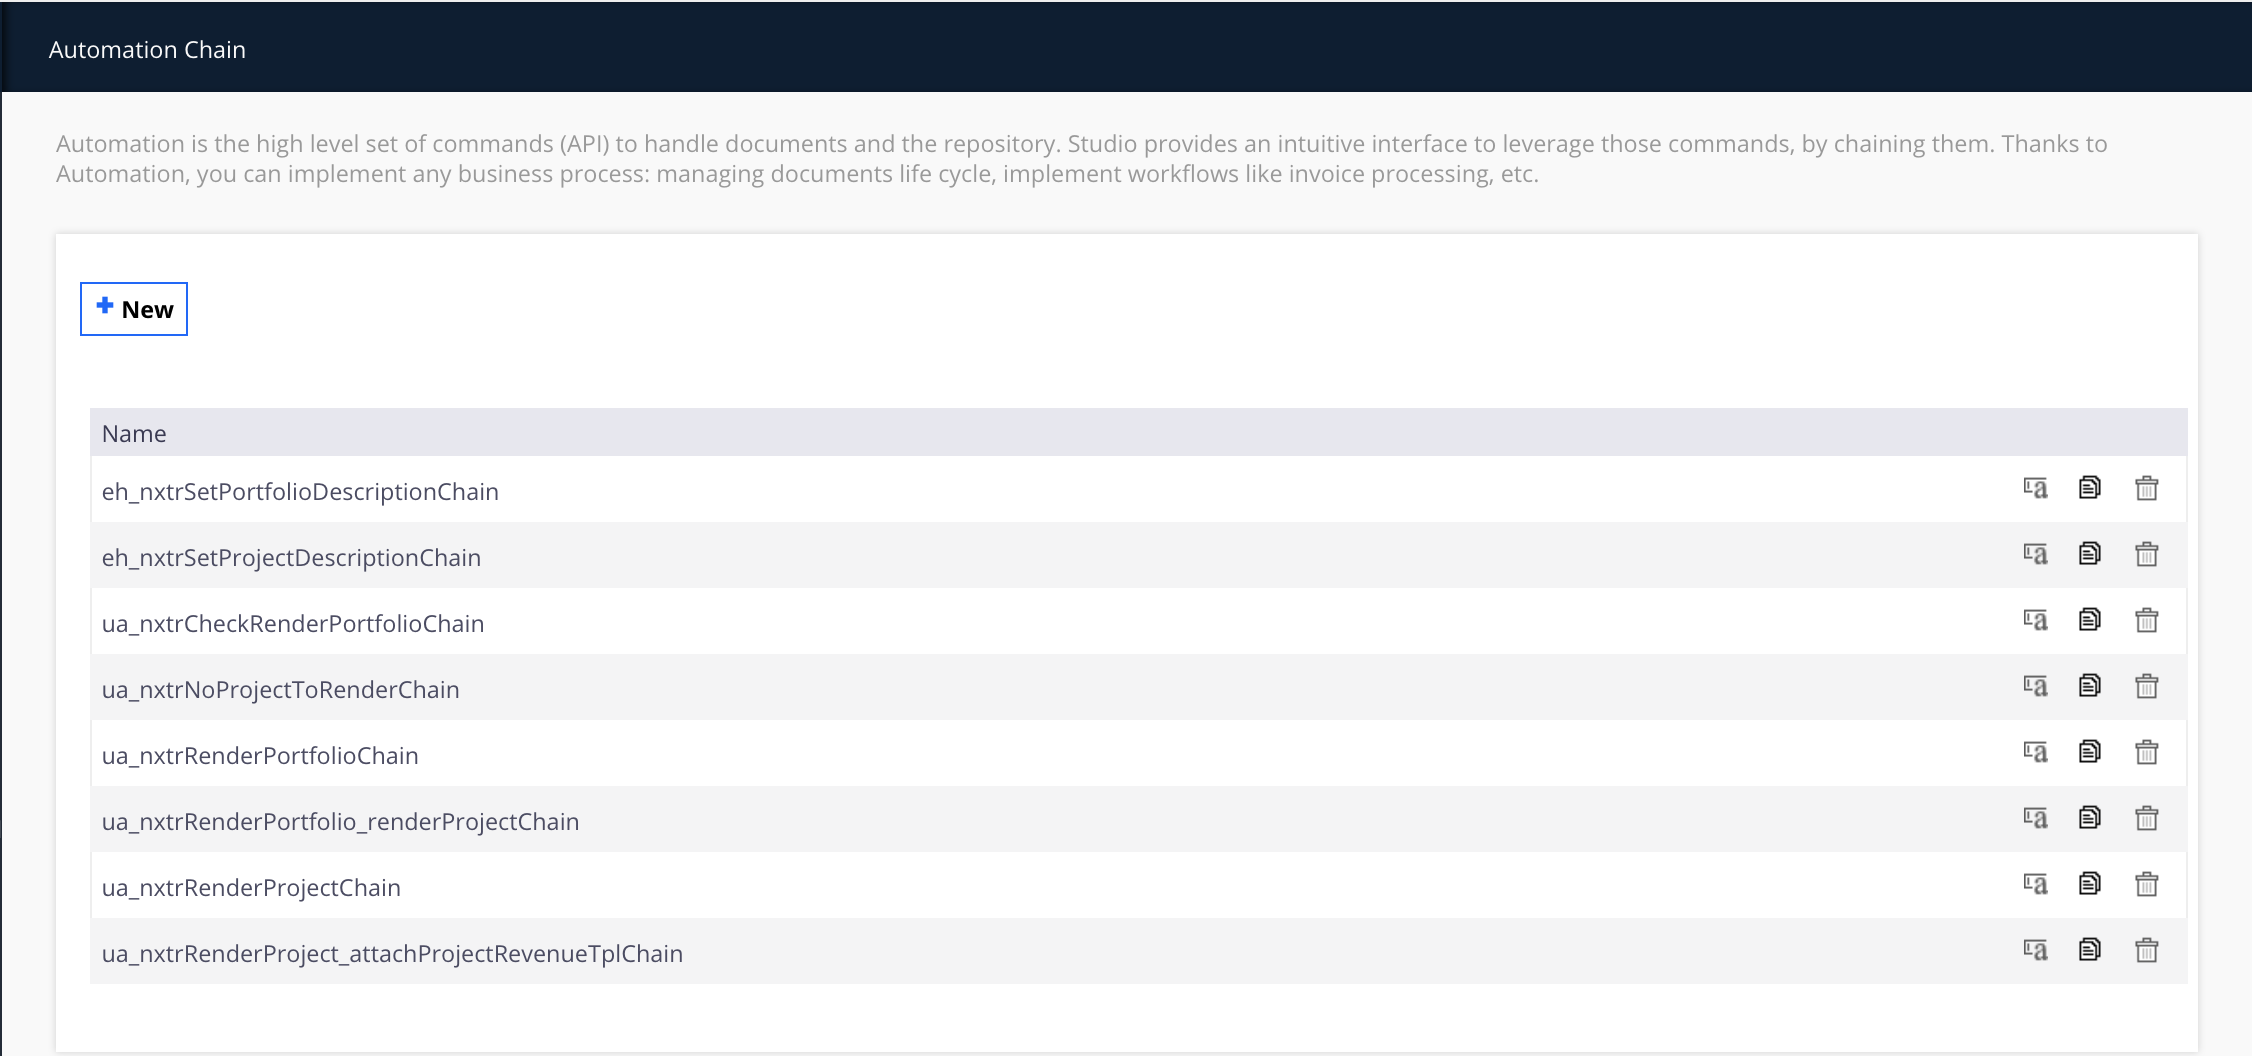 Automation Chain
Automation is the high level set of commands (API) to handle documents and the repository. Studio provides an intuitive interface to leverage those commands, by chaining them. Thanks to
Automation, you can implement any business process: managing documents life cycle, implement workflows like invoice processing, etc.
New
Name
eh_nxtrSetPortfolioDescriptionChain
eh_nxtrSetProjectDescriptionChain
ua_nxtrCheckRenderPortfolioChain
ua_nxtrNoProjectToRenderChain
ua_nxtrRenderPortfolioChain
ua_nxtrRenderPortfolio_renderProjectChain
ua_nxtrRenderProjectChain
ua_nxtrRenderProject_attachProjectRevenueTplChain